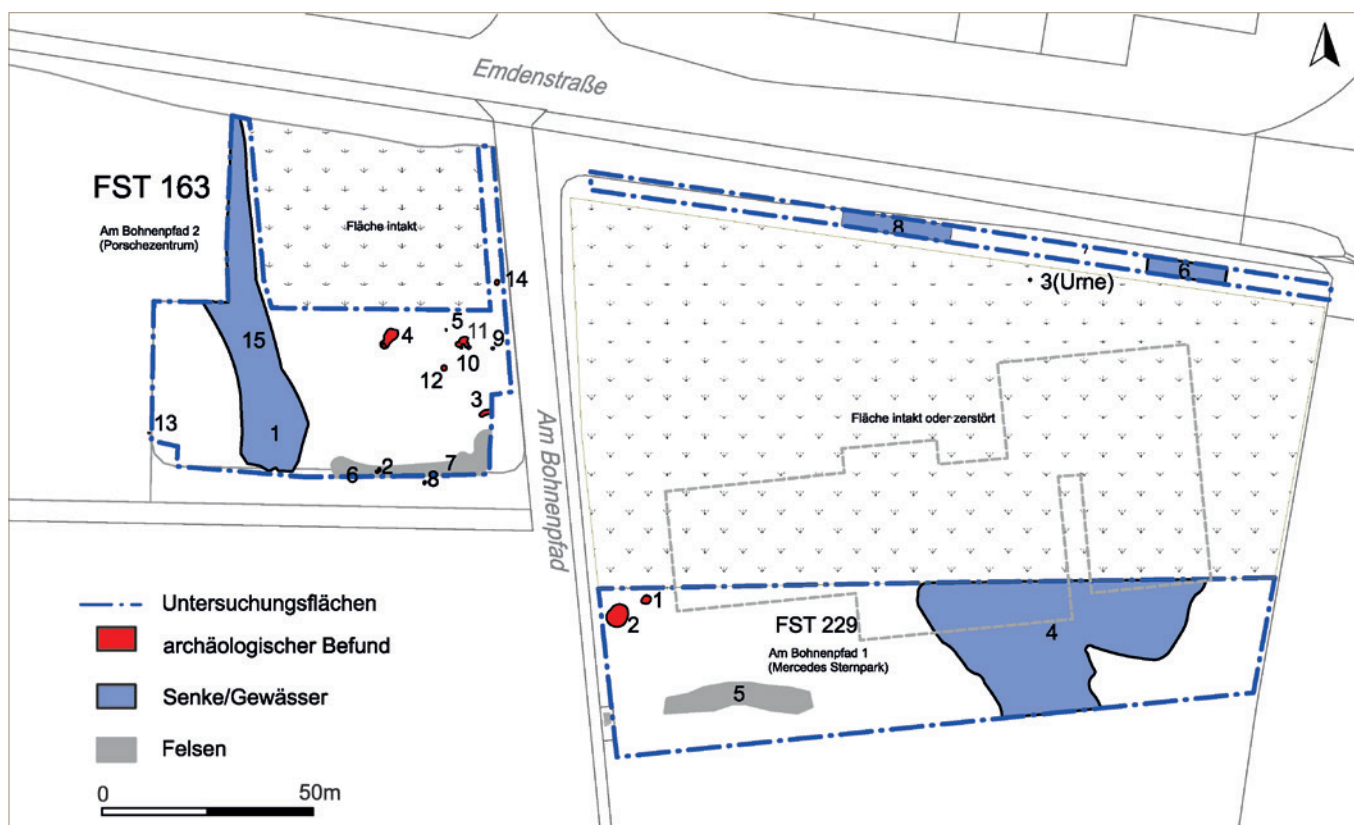 Emdenstraße
FST 163
Am Bohnenpfad 2
(Porschezentrum)
Fläche intakt
14
15
4
5
11
10
9
12
3
13
1
6
2
7
8
Am Bohnenpfad
8
6
3(Urne)
Fläche intakt oder zerstört
1
2
FST 229
Am Bohnenpfad 1
(Mercedes Sternpark)
4
5
Untersuchungsflächen
archäologischer Befund
Senke/Gewässer
Felsen
0
50m